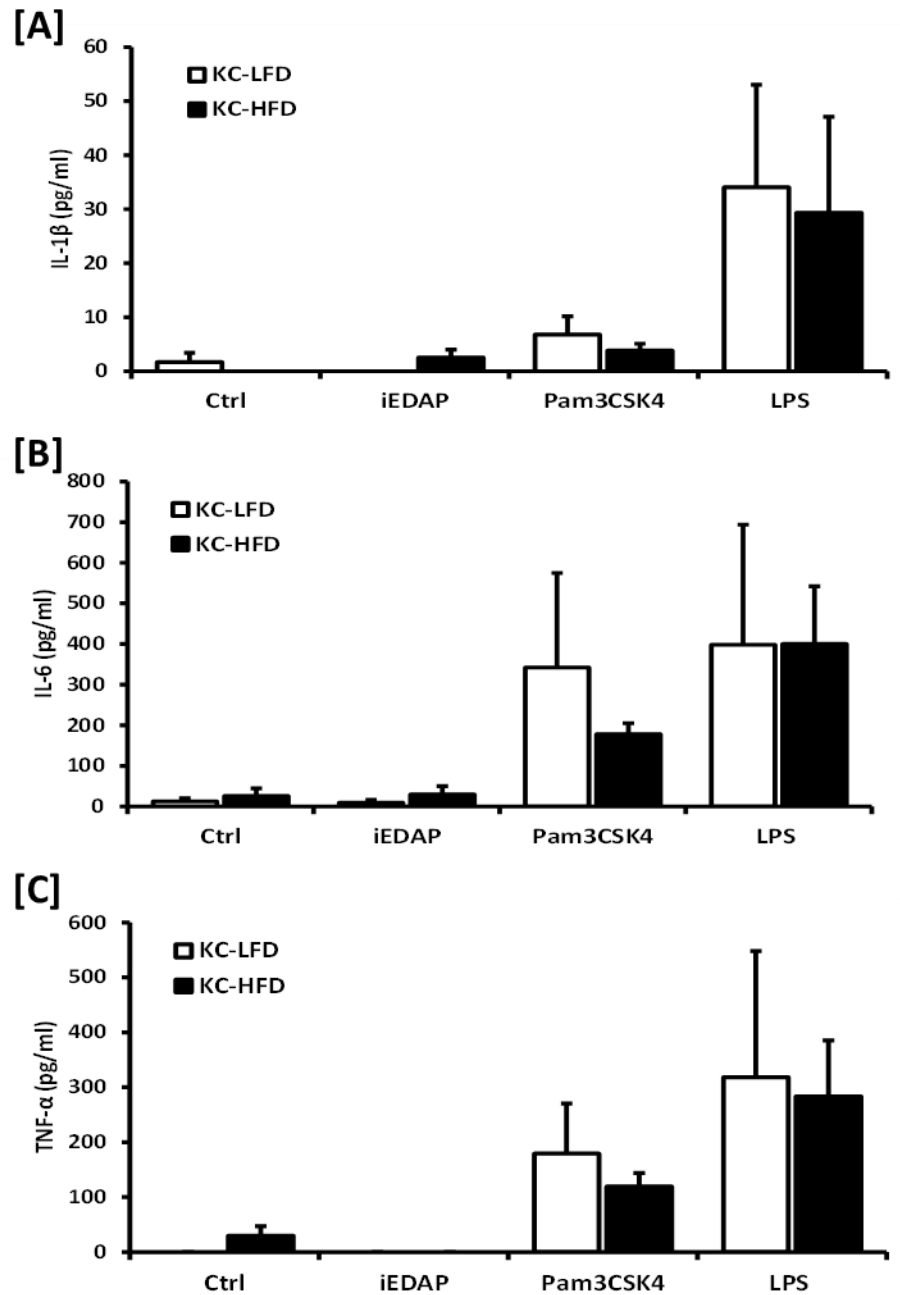 [A]
60
50
40
30
20
10
0
IL-1β (pg/ml)
KC-LFD
KC-HFD
Ctrl iEDAP Pam3CSK4 LPS
[B]
800
700
600
500
400
300
200
100
0
IL-6 (pg/ml)
KC-LFD
KC-HFD
Ctrl iEDAP Pam3CSK4 LPS
[C]
600
500
400
300
200
100
0
TNF-α (pg/ml)
KC-LFD
KC-HFD
Ctrl iEDAP Pam3CSK4 LPS